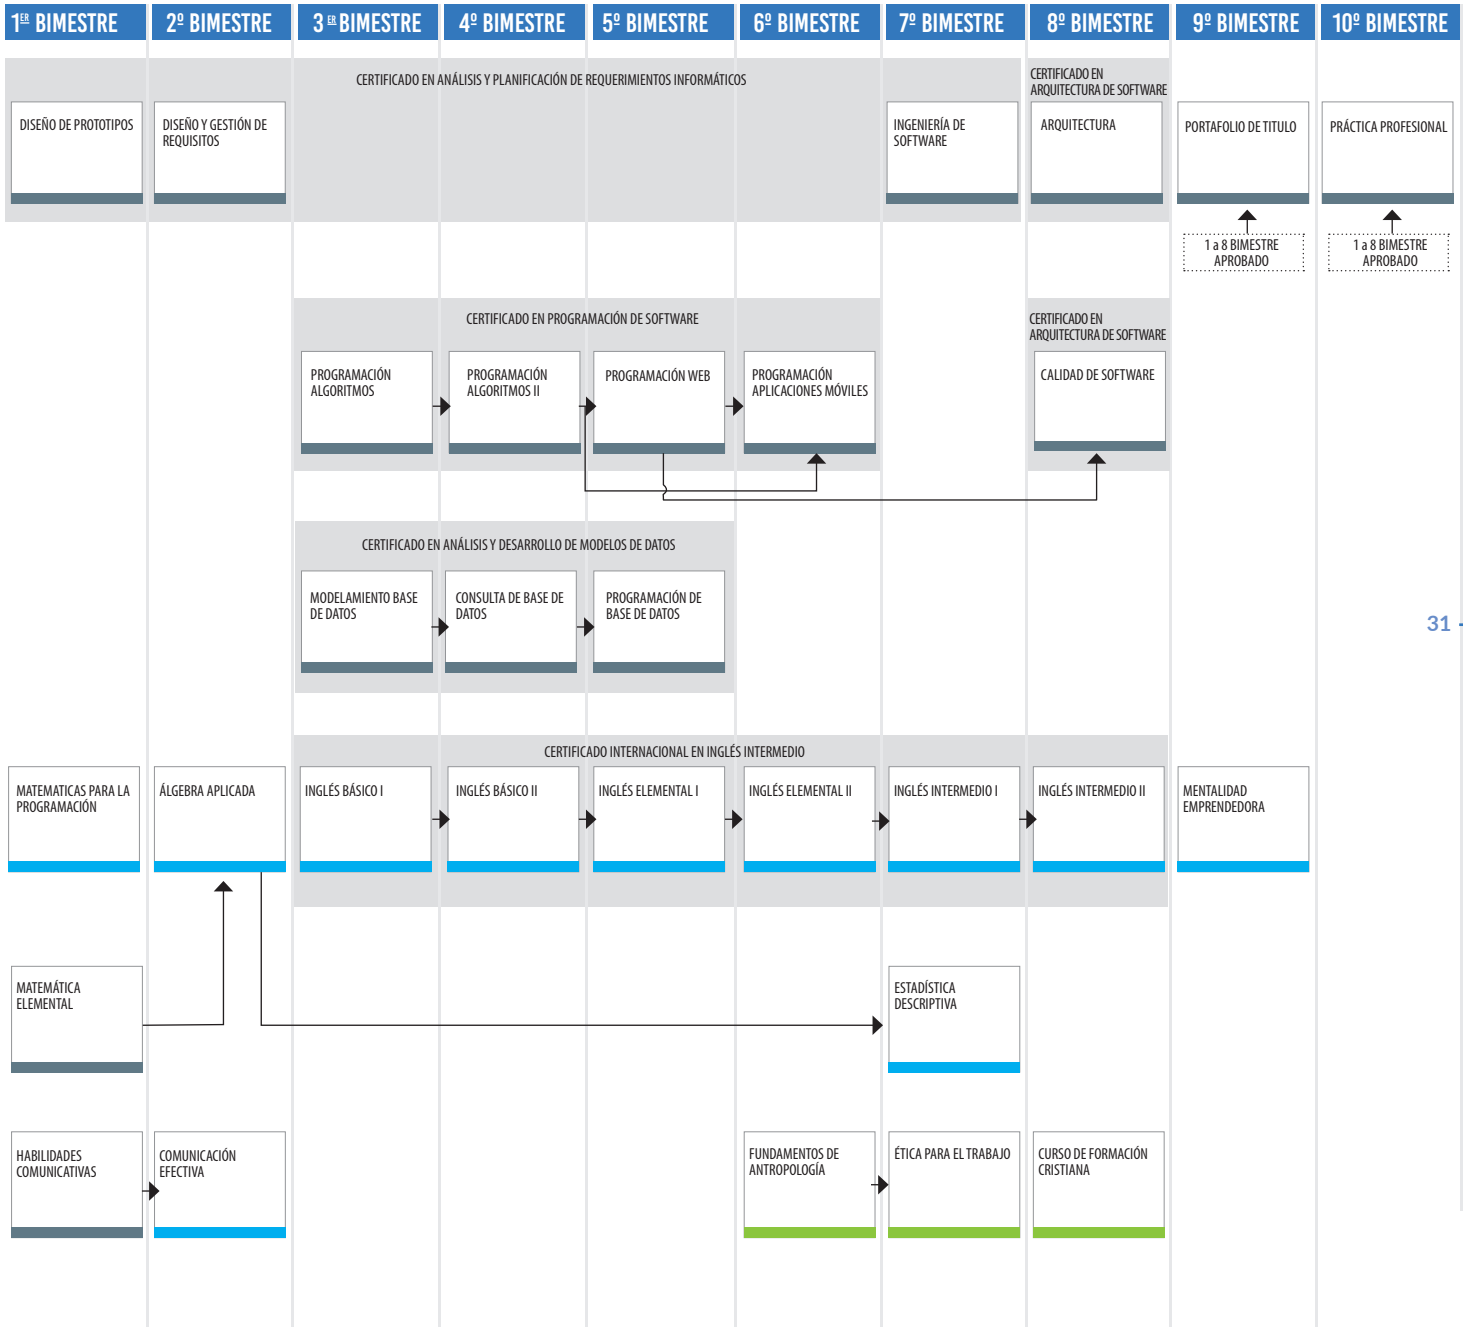 1ER BIMESTRE
2º BIMESTRE
3 ER BIMESTRE
4º BIMESTRE
5º BIMESTRE
6º BIMESTRE
7º BIMESTRE
8º BIMESTRE
9º BIMESTRE
10º BIMESTRE
CERTIFICADO EN ANÁLISIS Y PLANIFICACIÓN DE REQUERIMIENTOS INFORMÁTICOS
CERTIFICADO EN
ARQUITECTURA DE SOFTWARE
DISEÑO DE PROTOTIPOS
DISEÑO Y GESTIÓN DE
REQUISITOS
INGENIERÍA DE
SOFTWARE
ARQUITECTURA
PORTAFOLIO DE TITULO
PRÁCTICA PROFESIONAL
1 a 8 BIMESTRE
APROBADO
1 a 8 BIMESTRE
APROBADO
CERTIFICADO EN PROGRAMACIÓN DE SOFTWARE
CERTIFICADO EN
ARQUITECTURA DE SOFTWARE
PROGRAMACIÓN
ALGORITMOS
PROGRAMACIÓN
ALGORITMOS II
PROGRAMACIÓN WEB
PROGRAMACIÓN
APLICACIONES MÓVILES
CALIDAD DE SOFTWARE
CERTIFICADO EN ANÁLISIS Y DESARROLLO DE MODELOS DE DATOS
MODELAMIENTO BASE
DE DATOS
CONSULTA DE BASE DE
DATOS
PROGRAMACIÓN DE
BASE DE DATOS
31
CERTIFICADO INTERNACIONAL EN INGLÉS INTERMEDIO
MATEMATICAS PARA LA
PROGRAMACIÓN
ÁLGEBRA APLICADA
INGLÉS BÁSICO I
INGLÉS BÁSICO II
INGLÉS ELEMENTAL I
INGLÉS ELEMENTAL II
INGLÉS INTERMEDIO I
INGLÉS INTERMEDIO II
MENTALIDAD
EMPRENDEDORA
MATEMÁTICA
ELEMENTAL
ESTADÍSTICA
DESCRIPTIVA
HABILIDADES
COMUNICATIVAS
COMUNICACIÓN
EFECTIVA
FUNDAMENTOS DE
ANTROPOLOGÍA
ÉTICA PARA EL TRABAJO
CURSO DE FORMACIÓN
CRISTIANA